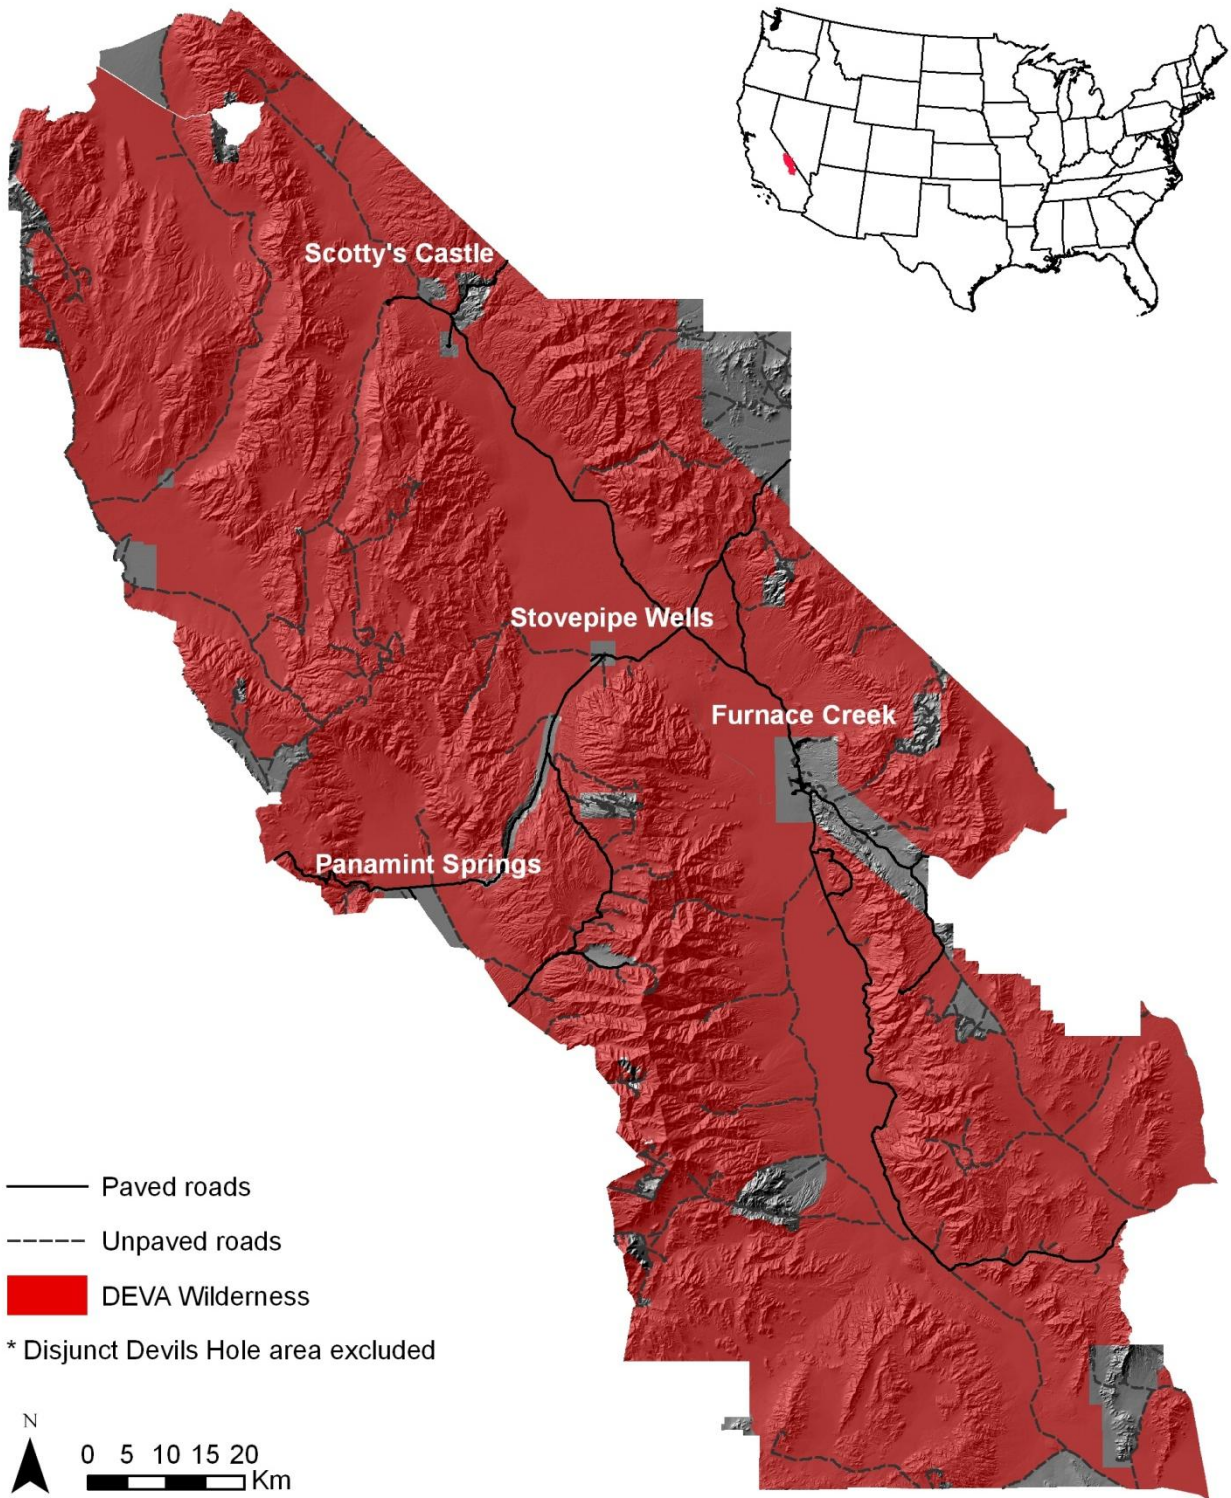 Scotty's Castle
Stovepipe Wells
Furnace Creek
Panamint Springs
Paved roads
Unpaved roads
DEVA Wilderness
* Disjunct Devils Hole area excluded
N
0 5 10 15 20
Km